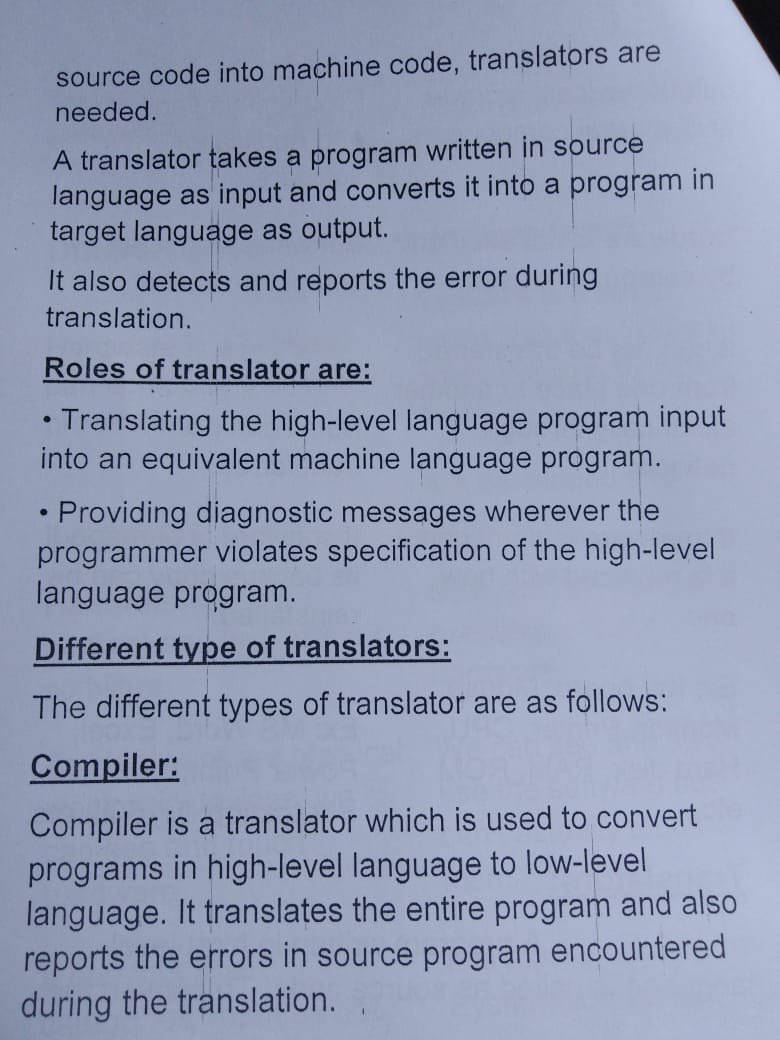 source code into machine code, translators are
needed.
A translator takes a program written in source
language as input and converts it into a program in
target language as output.
It also detects and reports the error during
translation.
Roles of translator are:
• Translating the high-level language program input
into an equivalent machine language program.
• Providing diagnostic messages wherever the
programmer violates specification of the high-level
language program.
Different type of translators:
The different types of translator are as follows:
Compiler:
Compiler is a translator which is used to convert
programs in high-level language to low-level
language. It translates the entire program and also
reports the errors in source program encountered
during the translation.